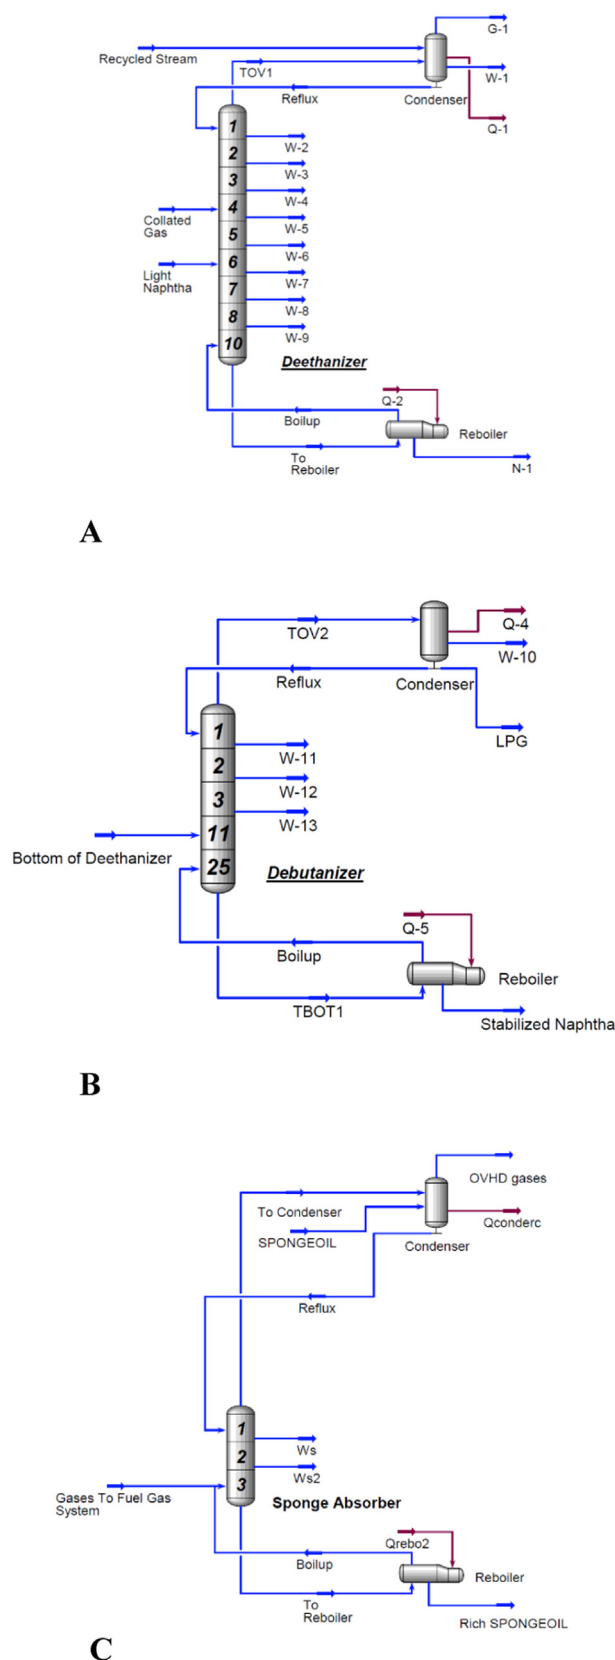 G-1
Recycled Stream
TOV1
W-1
Reflux
Condenser
Q-1
1
W-2
2
W-3
3
W-4
4
Collated
Gas
W-5
5
W-6
6
Light
Naphtha
W-7
7
W-8
8
W-9
10
Deethanizer
Q-2
Boilup
Reboiler
To
Reboiler
N-1
A
TOV2
Q-4
W-10
Reflux
Condenser
LPG
1
W-11
2
W-12
3
W-13
11
Bottom of Deethanizer
25
Debutanizer
Q-5
Boilup
Reboiler
TBOT1
Stabilized Naphtha
B
OVHD gases
To Condenser
SPONGEOIL
Qconderc
Condenser
Reflux
1
Ws
2
Ws2
3
Gases To Fuel Gas
System
Sponge Absorber
Qrebo2
Boilup
Reboiler
To
Reboiler
Rich SPONGEOIL
C